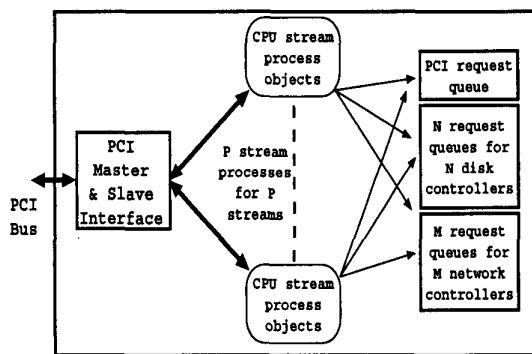 CPU stream
process
objects
PCI request
queue
N request
queues for
N disk
controllers
PCI
Master
& Slave
Interface
P stream
processes
for P
streams
PCI
Bus
M request
queues for
M network
controllers
CPU stream
process
objects